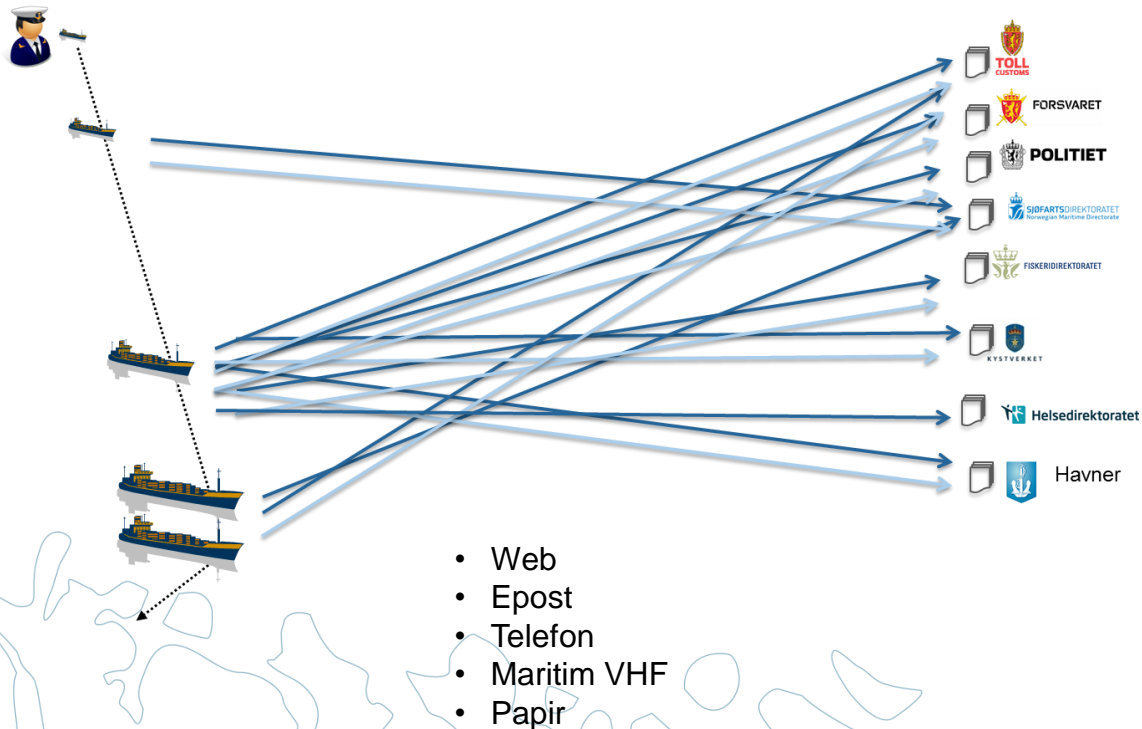 TOLL
CUSTOMS
FORSVARET
POLITIET
SJØFARTSDIREKTORATET
Norwegian Maritime Directorate
FISKERIDIREKTORATET
KYSTVERKET
Helsedirektoratet
Havner
• Web
• Epost
• Telefon
• Maritim VHF
• Papir